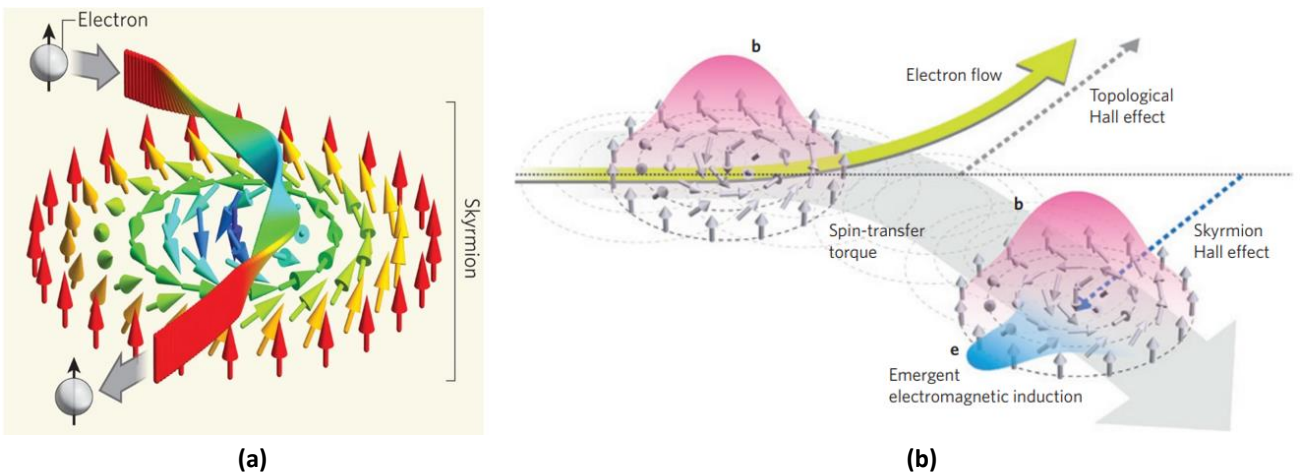 Electron
Skyrmion
(a)
b
Electron flow
Topological
Hall effect
b
Spin-transfer
torque
Skyrmion
Hall effect
e
Emergent
electromagnetic induction
(b)